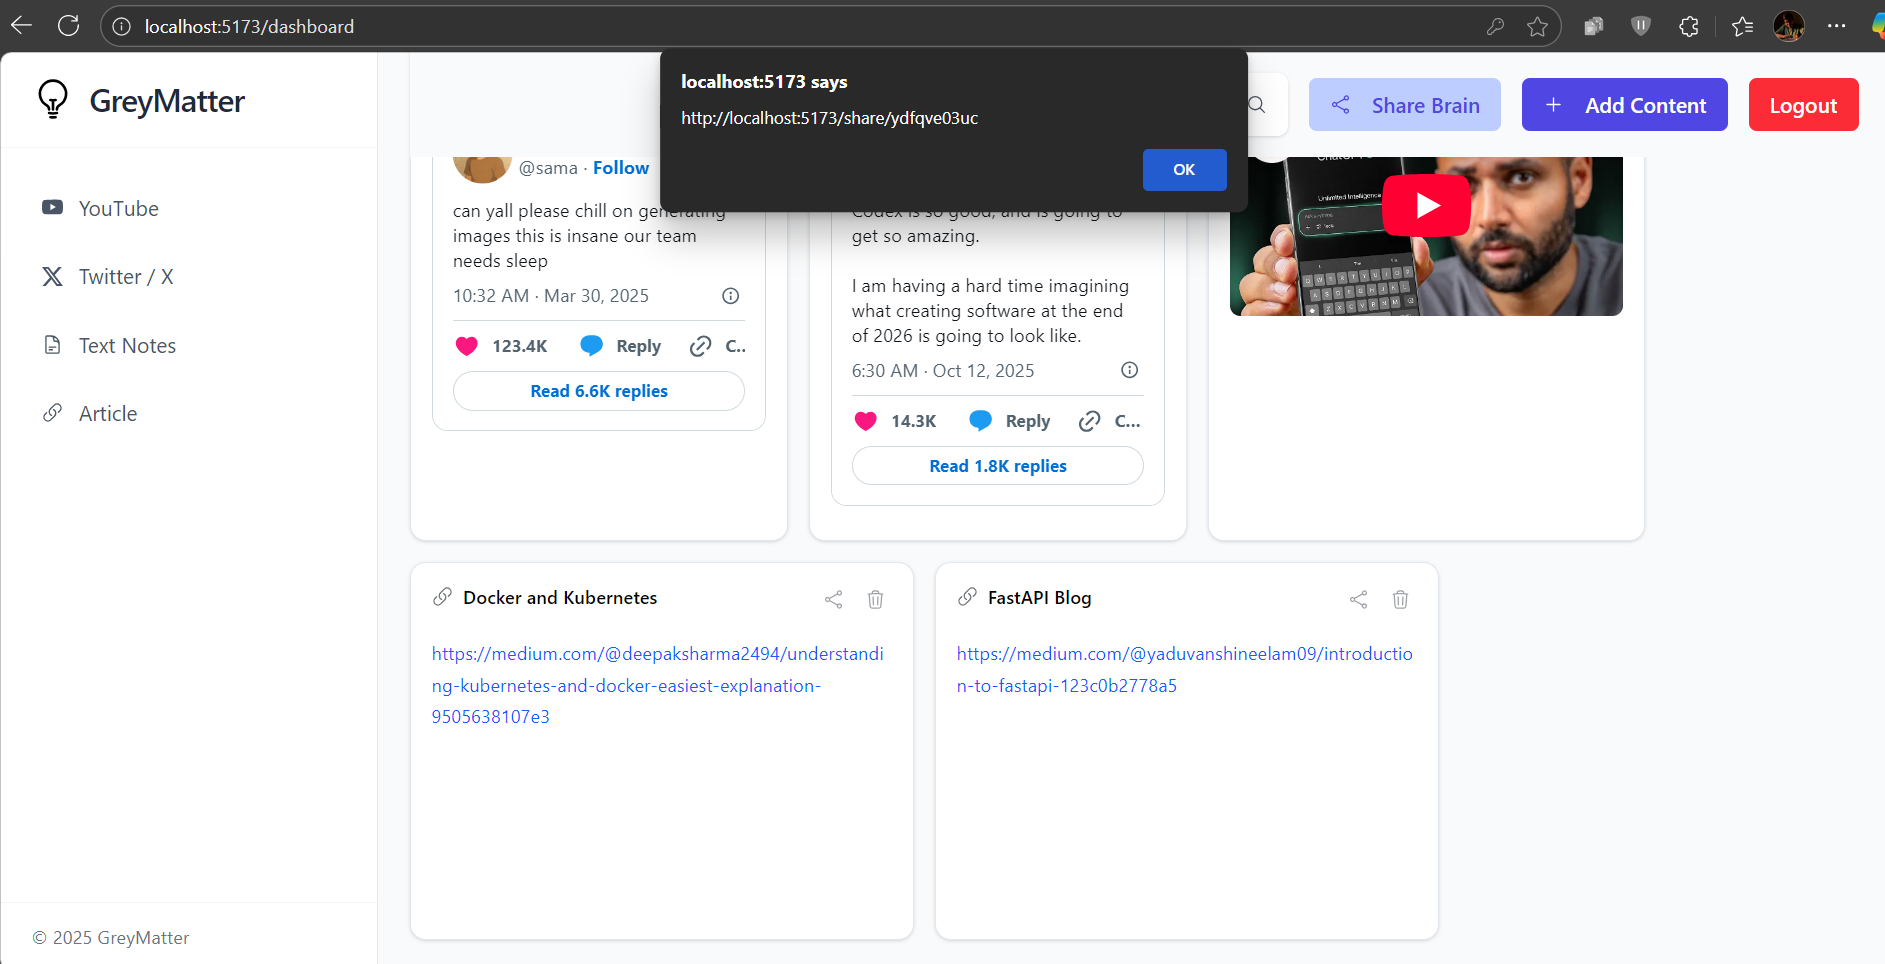 localhost:5173/dashboard
localhost:5173 says
http://localhost:5173/share/ydfqve03uc
OK
GreyMatter
Share Brain
Add Content
Logout
YouTube
Twitter / X
Text Notes
Article
© 2025 GreyMatter
@sama · Follow
can yall please chill on generating
images this is insane our team
needs sleep
10:32 AM · Mar 30, 2025
123.4K
Reply
C..
Read 6.6K replies
Codex is so good, and is going to
get so amazing.
I am having a hard time imagining
what creating software at the end
of 2026 is going to look like.
6:30 AM · Oct 12, 2025
14.3K
Reply
C...
Read 1.8K replies
Unlimited Intelligence
Docker and Kubernetes
https://medium.com/@deepaksharma2494/understandi
ng-kubernetes-and-docker-easiest-explanation-
9505638107e3
FastAPI Blog
https://medium.com/@yaduvanshineelam09/introductio
n-to-fastapi-123c0b2778a5